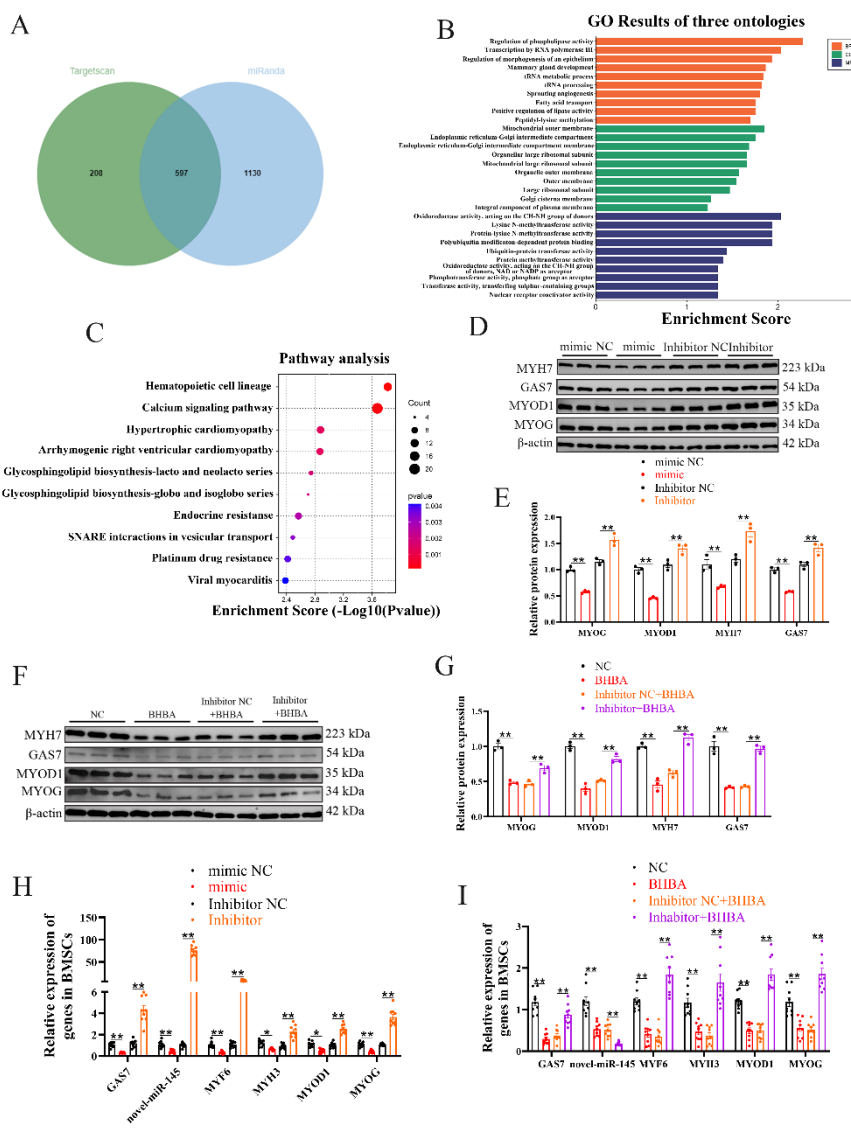 A
Targetscan
miRanda
208
597
1130
B
GO Results of three ontologies
Regulation of phospholipase activity
Transcription by RNA polymerase III
Regulation of morphogenesis of an epithelium
Mammary gland development
tRNA metabolic process
tRNA processing
Sprouting angiogenesis
Fatty acid transport
Positive regulation of lipase activity
Peptidyl-lysine methylation
Mitochondrial outer membrane
Endoplasmic reticulum-Golgi intermediate compartment
Endoplasmic reticulum-Golgi intermediate compartment membrane
Organellar large ribosomal subunit
Mitochondrial large ribosomal subunit
Organelle outer membrane
Outer membrane
Large ribosomal subunit
Golgi cisterna membrane
Integral component of plasma membrane
Oxidoreductase activity, acting on the CH-NH group of donors
Lysine N-methyltransferase activity
Protein-lysine N-methyltransferase activity
Polyubiquitin modification-dependent protein binding
Ubiquitin-protein transferase activity
Protein methyltransferase activity
Oxidoreductase activity, acting on the CH-NH group
of donors, NAD or NADP as acceptor
Phosphotransferase activity, phosphate group as acceptor
Transferase activity, transferring sulphur-containing groups
Nuclear receptor coactivator activity
0 1 2
Enrichment Score
C
Pathway analysis
Hematopoietic cell lineage
Calcium signaling pathway
Hypertrophic cardiomyopathy
Arrhymogenic right ventricular cardiomyopathy
Glycosphingolipid biosynthesis-lacto and neolacto series
Glycosphingolipid biosynthesis-globo and isoglobo series
Endocrine resistanse
SNARE interactions in vesicular transport
Platinum drug resistance
Viral myocarditis
2.4 2.8 3.2 3.6
Enrichment Score (-Log10(Pvalue))
Count
4
8
12
16
20
pvalue
0.004
0.003
0.002
0.001
D
mimic NC mimic Inhibitor NC Inhibitor
MYH7 223 kDa
GAS7 54 kDa
MYOD1 35 kDa
MYOG 34 kDa
β-actin 42 kDa
E
mimic NC
mimic
Inhibitor NC
Inhibitor
Relative protein expression
2.0
1.5
1.0
0.5
0.0
** ** ** ** ** ** ** **
MYOG MYOD1 MYH7 GAS7
F
NC BHBA Inhibitor NC +BHBA Inhibitor +BHBA
MYH7 223 kDa
GAS7 54 kDa
MYOD1 35 kDa
MYOG 34 kDa
β-actin 42 kDa
G
NC
BHBA
Inhibitor NC+BHBA
Inhibitor+BHBA
Relative protein expression
1.5
1.0
0.5
0.0
** ** ** ** ** ** ** **
MYOG MYOD1 MYH7 GAS7
H
mimic NC
mimic
Inhibitor NC
Inhibitor
Relative expression of
genes in BMSCs
150
100
50
6
4
2
0
** ** ** ** ** ** * ** * ** ** **
GAS7 novel-miR-145 MYF6 MYH3 MYOD1 MYOG
I
NC
BHBA
Inhibitor NC+BHBA
Inhabitor+BHBA
Relative expression of
genes in BMSCs
3
2
1
0
** ** ** ** ** ** ** ** ** ** ** **
GAS7 novel-miR-145 MYF6 MYH3 MYOD1 MYOG